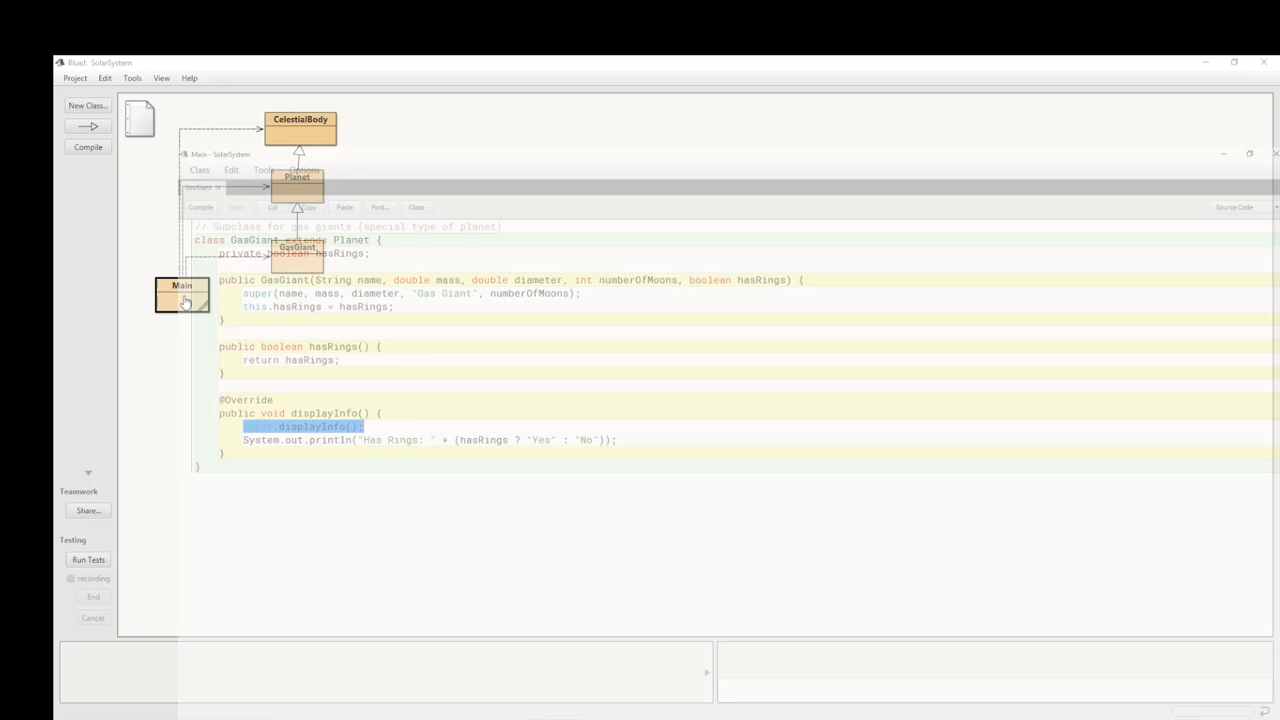 BlueJ: SolarSystem
Project Edit Tools View Help
New Class...
Compile
CelestialBody
Planet
GasGiant
Main
Main - SolarSystem
Class Edit Tools Options
GasGiant
Compile Undo Cut Copy Paste Find... Close Source Code
// Subclass for gas giants (special type of planet)
class GasGiant extends Planet {
private boolean hasRings;
public GasGiant(String name, double mass, double diameter, int numberOfMoons, boolean hasRings) {
super(name, mass, diameter, "Gas Giant", numberOfMoons);
this.hasRings = hasRings;
}
public boolean hasRings() {
return hasRings;
}
@Override
public void displayInfo() {
super.displayInfo();
System.out.println("Has Rings: " + (hasRings ? "Yes" : "No"));
}
}
Teamwork
Share...
Testing
Run Tests
recording
End
Cancel